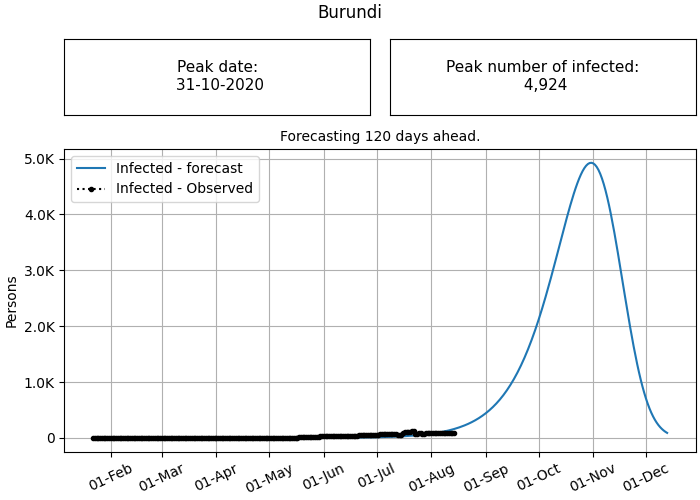 Burundi
Peak date:
31-10-2020
Peak number of infected:
4,924
Forecasting 120 days ahead.
Infected - forecast
Infected - Observed
Persons
5.0K
4.0K
3.0K
2.0K
1.0K
0
01-Feb
01-Mar
01-Apr
01-May
01-Jun
01-Jul
01-Aug
01-Sep
01-Oct
01-Nov
01-Dec